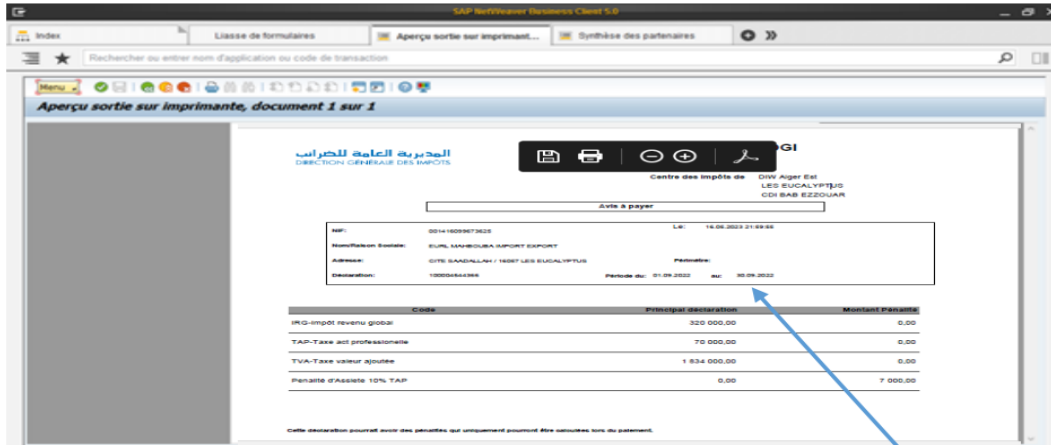 SAP NetWeaver Business Client 5.0
Index
Liasse de formulaires
Aperçu sortie sur imprimant...
Synthèse des partenaires
Rechercher ou entrer nom d'application ou code de transaction
Menu
Aperçu sortie sur imprimante, document 1 sur 1
المديرية العامة للضرائب
DIRECTION GÉNÉRALE DES IMPÔTS
DGI
Centre des impôts de DIW Alger Est
LES EUCALYPTUS
CDI BAB EZZOUAR
Avis à payer
NIF: 001416099673625 Le: 16.06.2023
Nom/Raison Sociale: EURL MAHBOUBA IMPORT EXPORT
Adresse: CITE SAADALLAH / 16067 LES EUCALYPTUS Périmètre:
Déclaration: Période du: 01.09.2022 au: 30.09.2022
Code Principal déclaration Montant Pénalité
IRG-Impôt revenu global 320 000,00 0,00
TAP-Taxe act professionelle 70 000,00 0,00
TVA-Taxe valeur ajoutée 1 634 000,00 0,00
Penalité d'Assiete 10% TAP 0,00 7 000,00
Cette déclaration pourrait avoir des pénalités qui uniquement pourront être calculées lors du paiement.